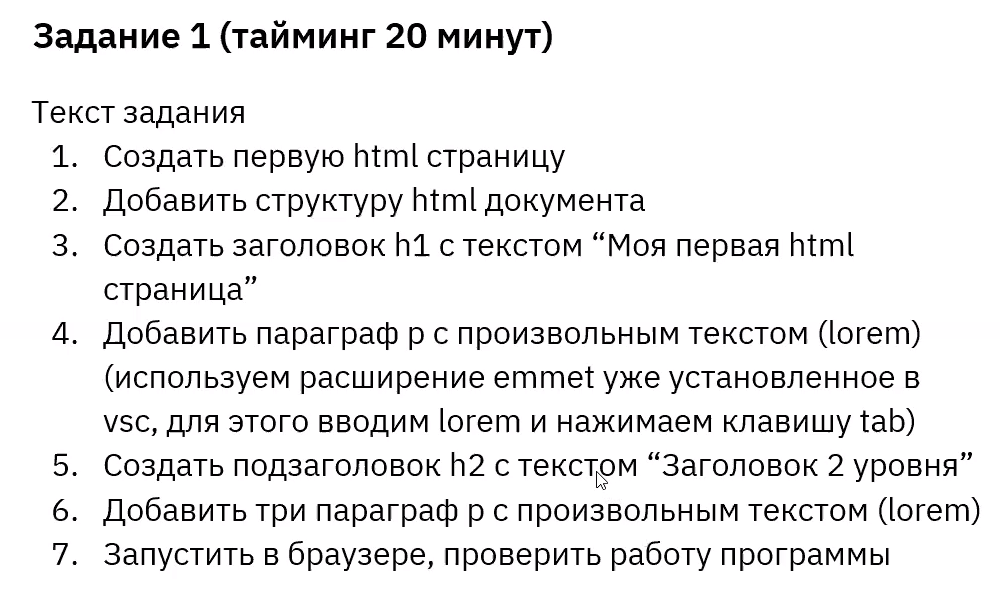 Задание 1 (тайминг 20 минут)
Текст задания
1. Создать первую html страницу
2. Добавить структуру html документа
3. Создать заголовок h1 с текстом “Моя первая html
страница”
4. Добавить параграф p с произвольным текстом (lorem)
(используем расширение emmet уже установленное в
vsc, для этого вводим lorem и нажимаем клавишу tab)
5. Создать подзаголовок h2 с текстом “Заголовок 2 уровня”
6. Добавить три параграф p с произвольным текстом (lorem)
7. Запустить в браузере, проверить работу программы